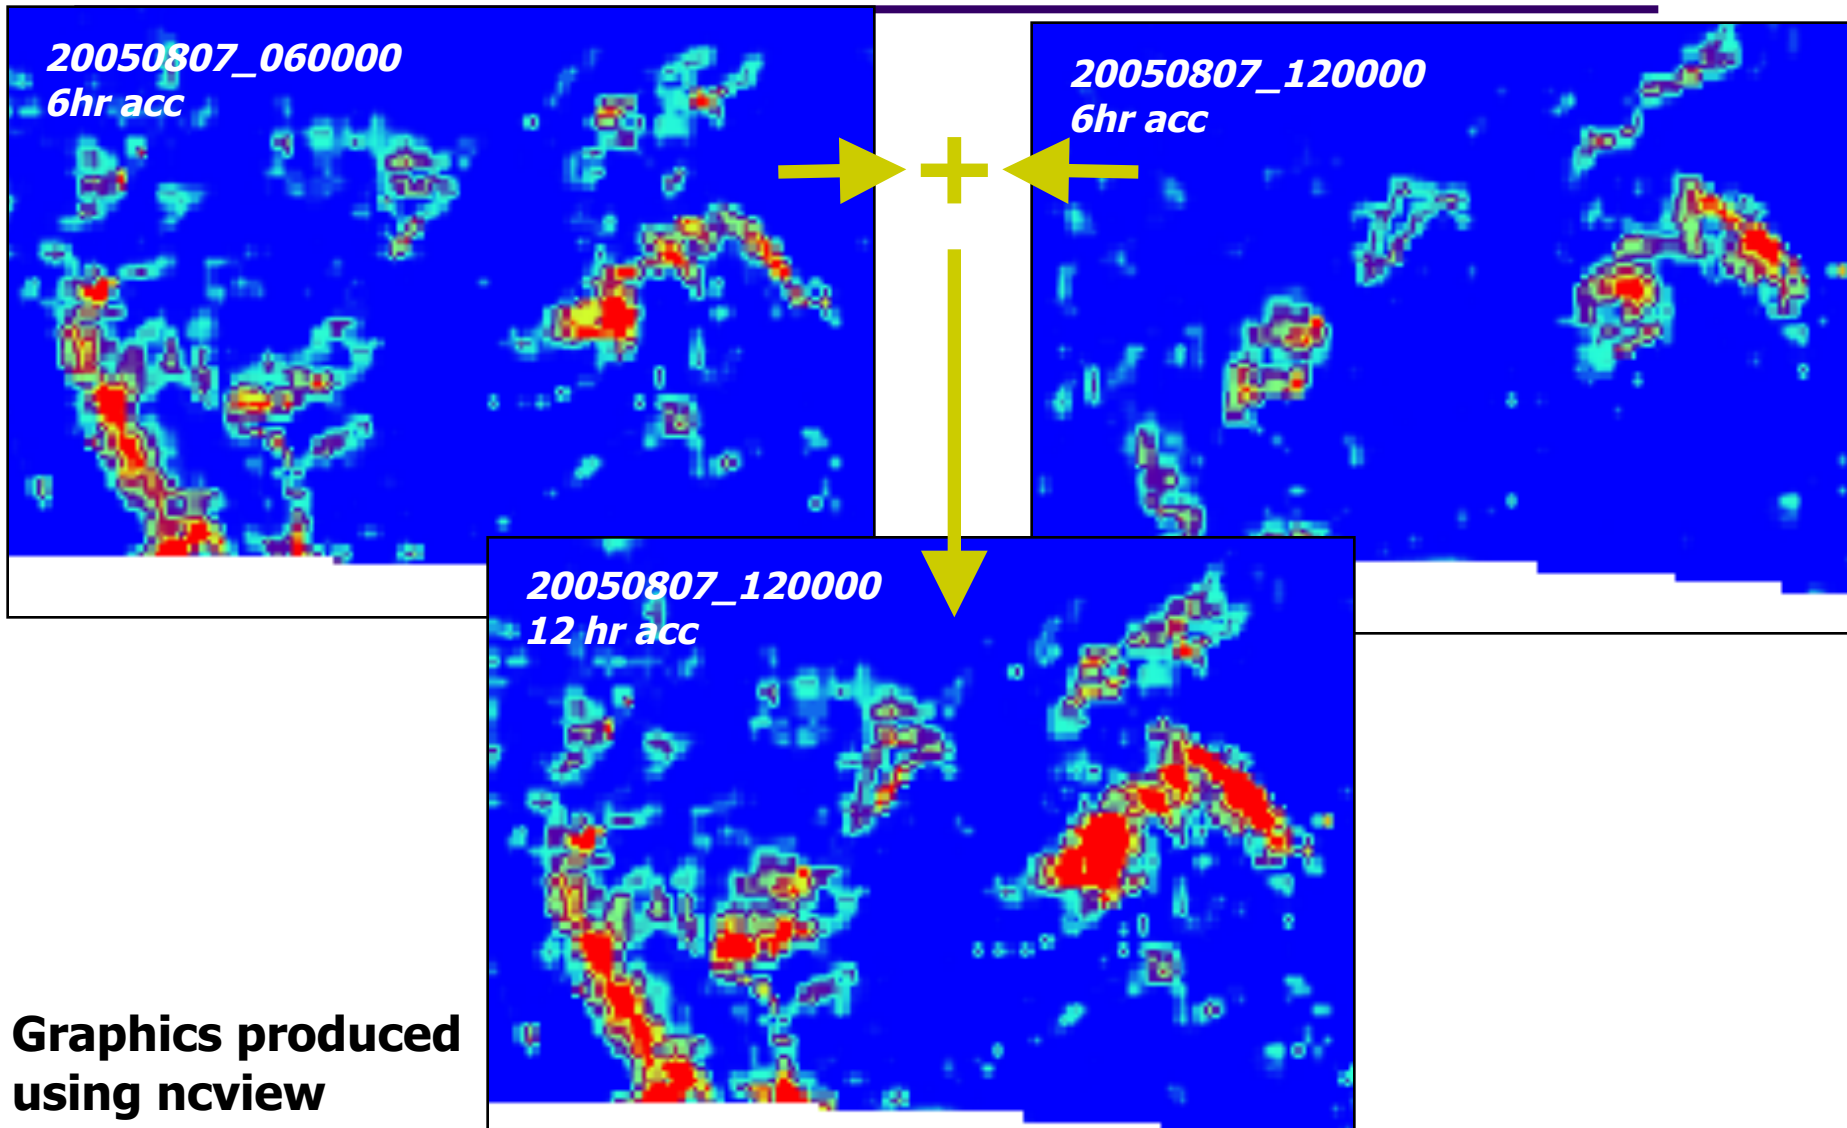 20050807_060000
6hr acc
20050807_120000
6hr acc
+
20050807_120000
12 hr acc
Graphics produced
using ncview